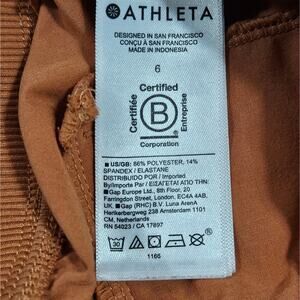 ATHLETA
DESIGNED IN SAN FRANCISCO
CONÇU À SAN FRANCISCO
MADE IN INDONESIA
6
Certified
Certifiée
B
Entreprise
Corporation
■ US/GB: 86% POLYESTER, 14%
SPANDEX / ELASTANE
DISTRIBUIDO POR / Imported
By/Importé Par / ΕΙΣΑΓΕΤΑΙ ΑΠΟ ΤΗΝ:
■ Gap Europe Ltd., 8th Floor, 20
Farringdon Street, London, EC4A 4AB,
UK, ■ Gap (RHC) B.V. Luna ArenA
Herikerbergweg 238 Amsterdam 1101
CM, Netherlands
RN 54023 / CA 17897
30
1166